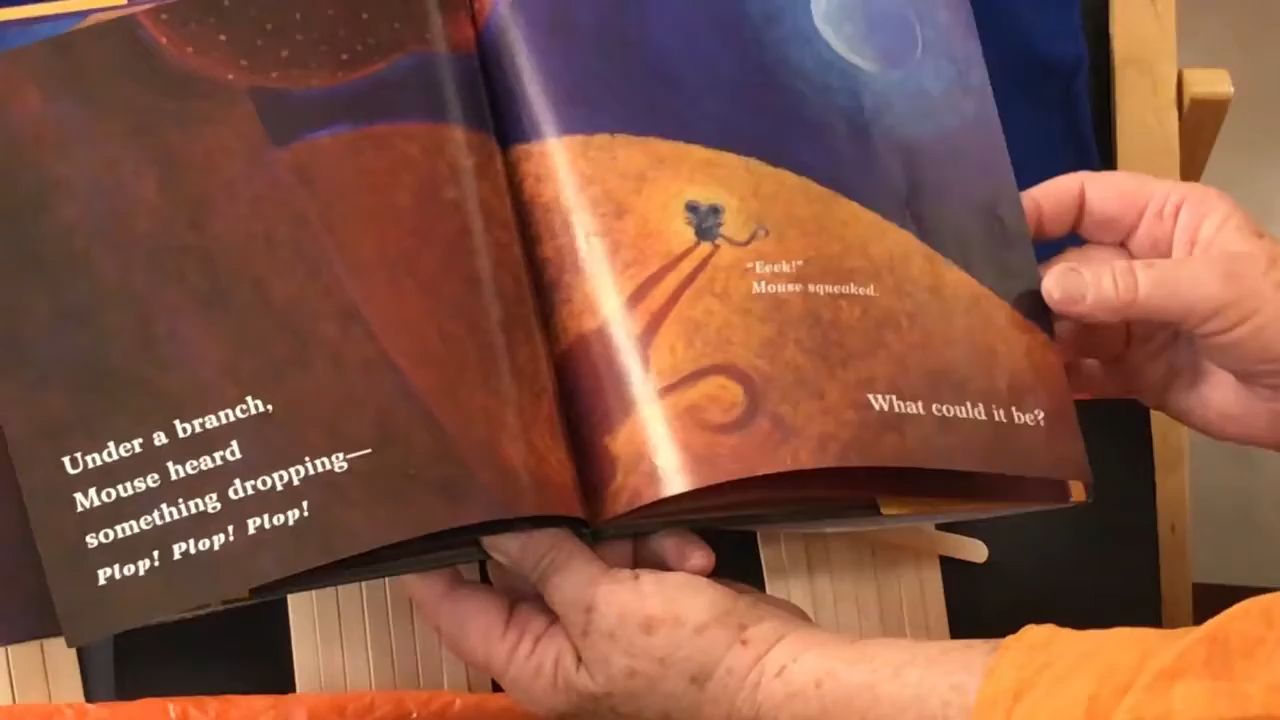 Under a branch,
Mouse heard
something dropping—
Plop! Plop! Plop!
"Eeek!"
Mouse squeaked.
What could it be?